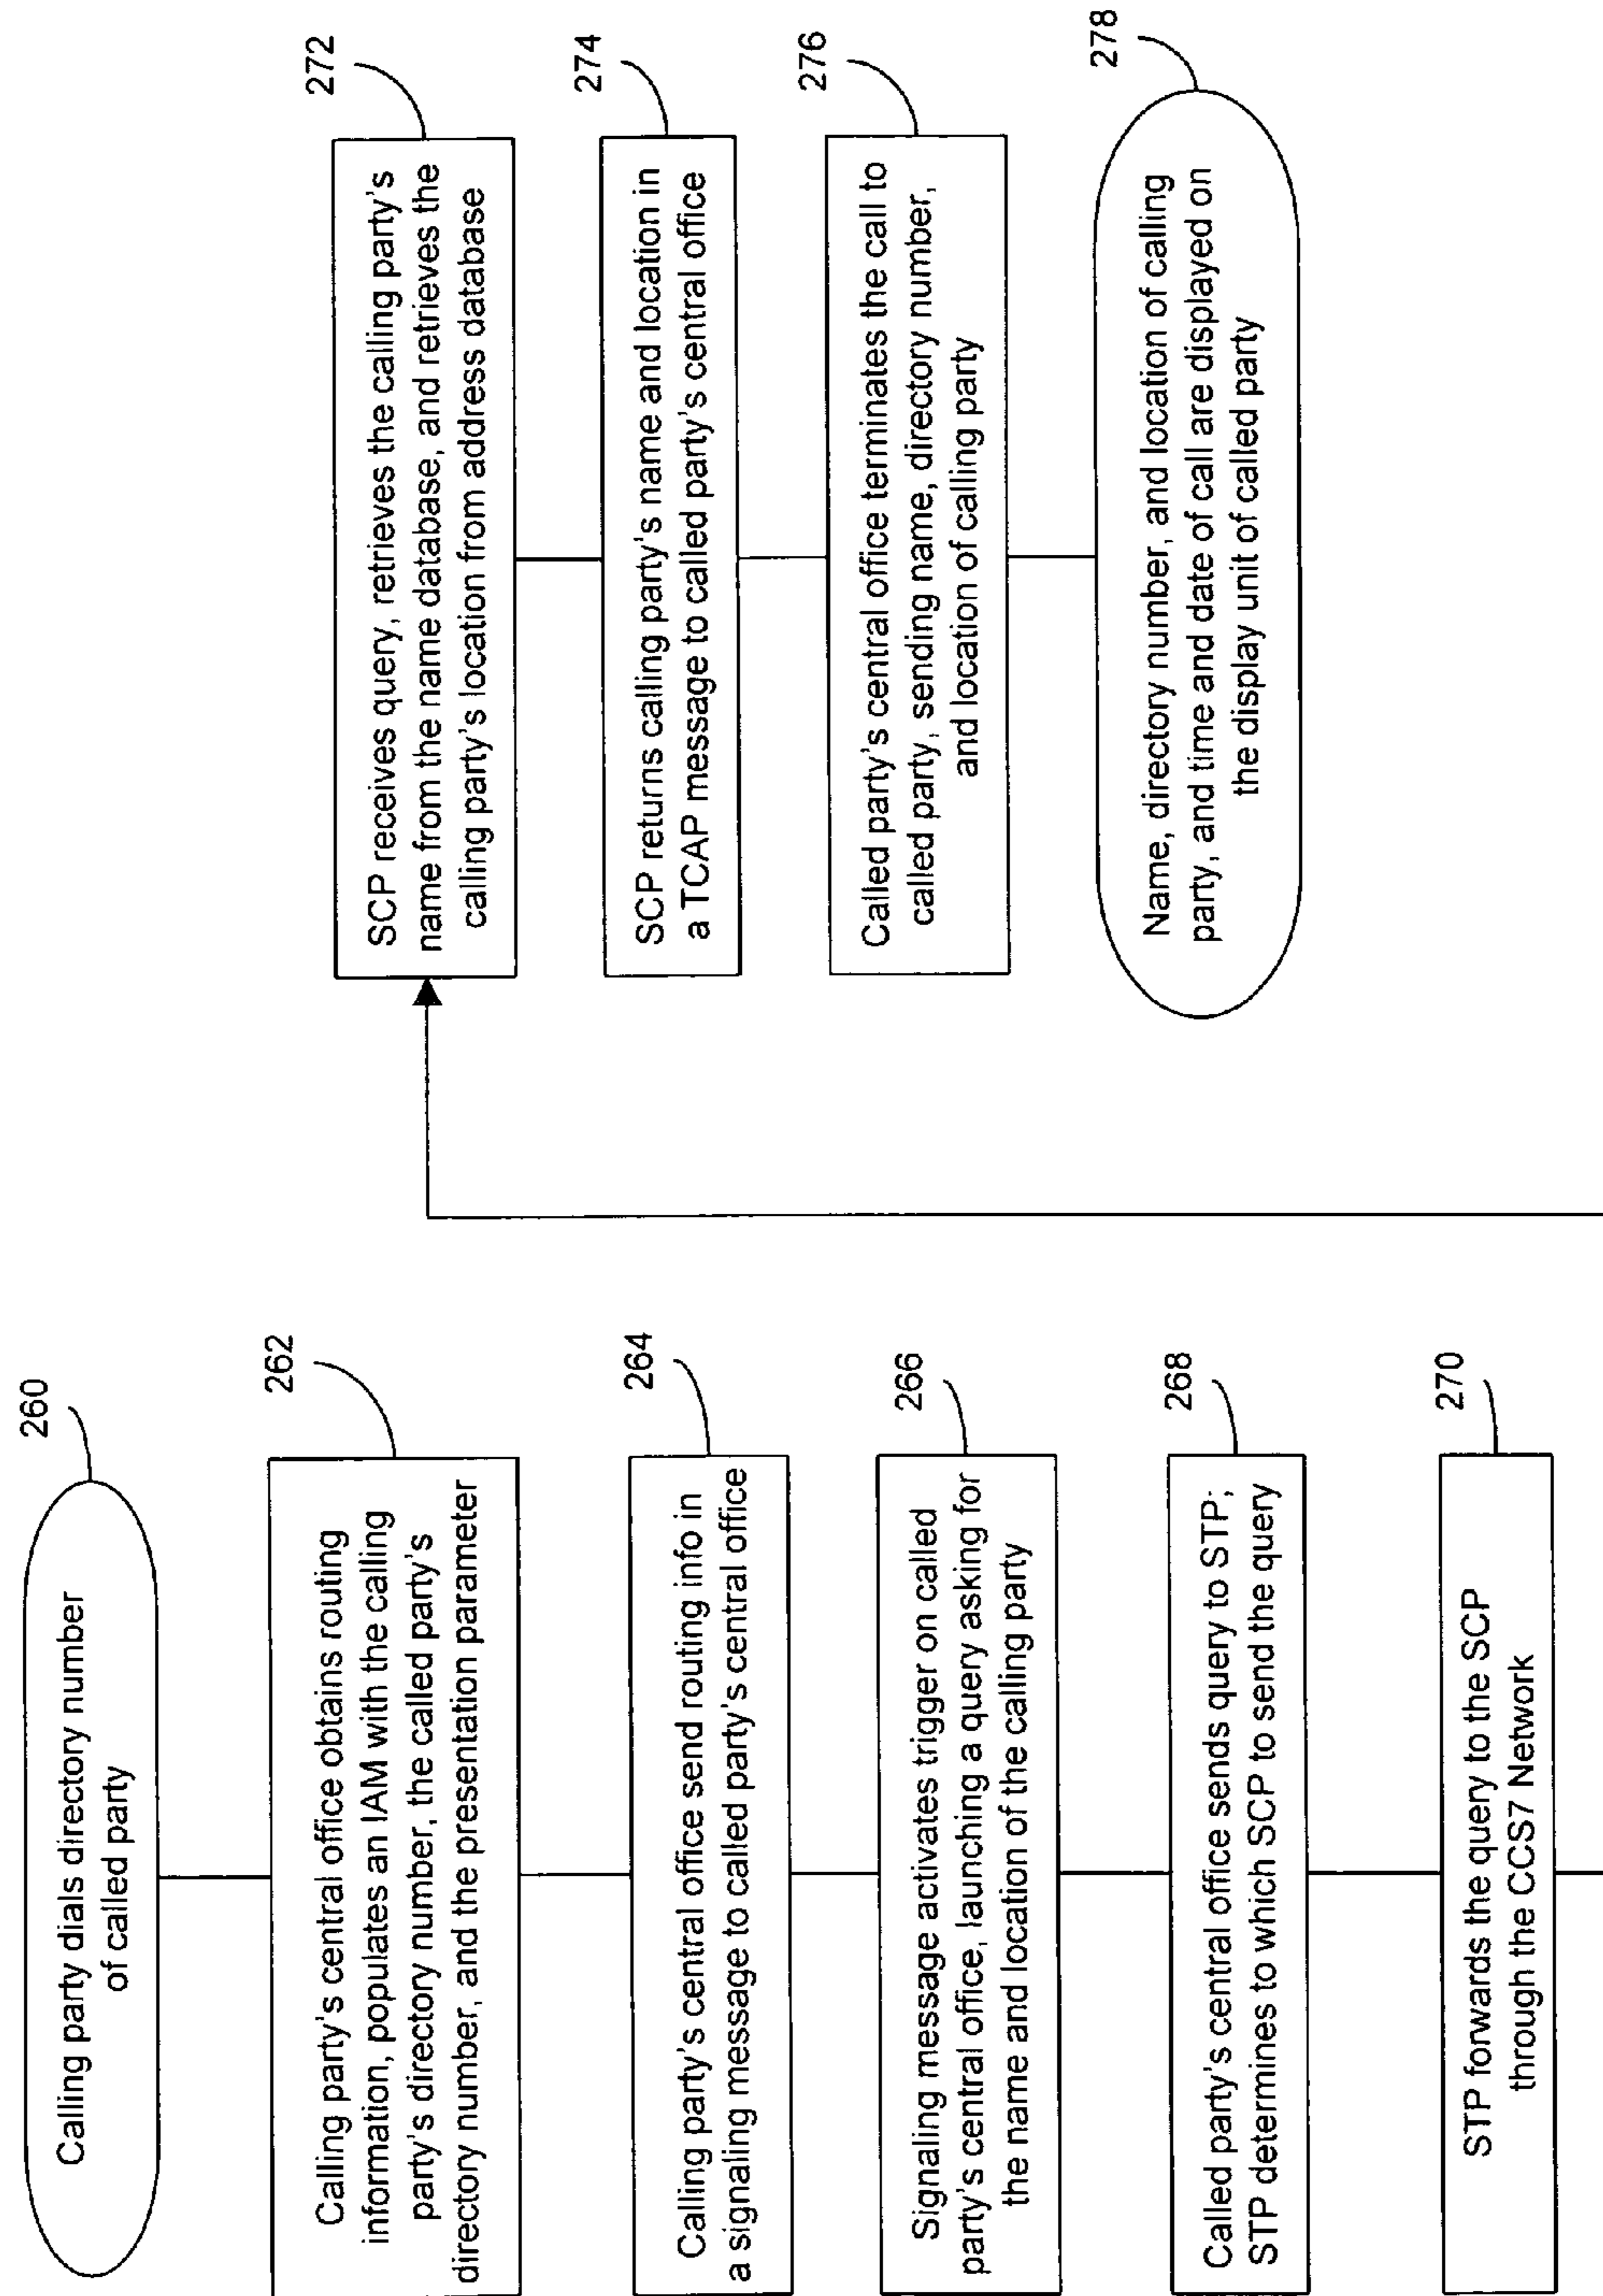 260
Calling party dials directory number
of called party
262
Calling party's central office obtains routing
information, populates an IAM with the calling
party's directory number, the called party's
directory number, and the presentation parameter
264
Calling party's central office send routing info in
a signaling message to called party's central office
266
Signaling message activates trigger on called
party's central office, launching a query asking for
the name and location of the calling party
268
Called party's central office sends query to STP;
STP determines to which SCP to send the query
270
STP forwards the query to the SCP
through the CCS7 Network
272
SCP receives query, retrieves the calling party's
name from the name database, and retrieves the
calling party's location from address database
274
SCP returns calling party's name and location in
a TCAP message to called party's central office
276
Called party's central office terminates the call to
called party, sending name, directory number,
and location of calling party
278
Name, directory number, and location of calling
party, and time and date of call are displayed on
the display unit of called party